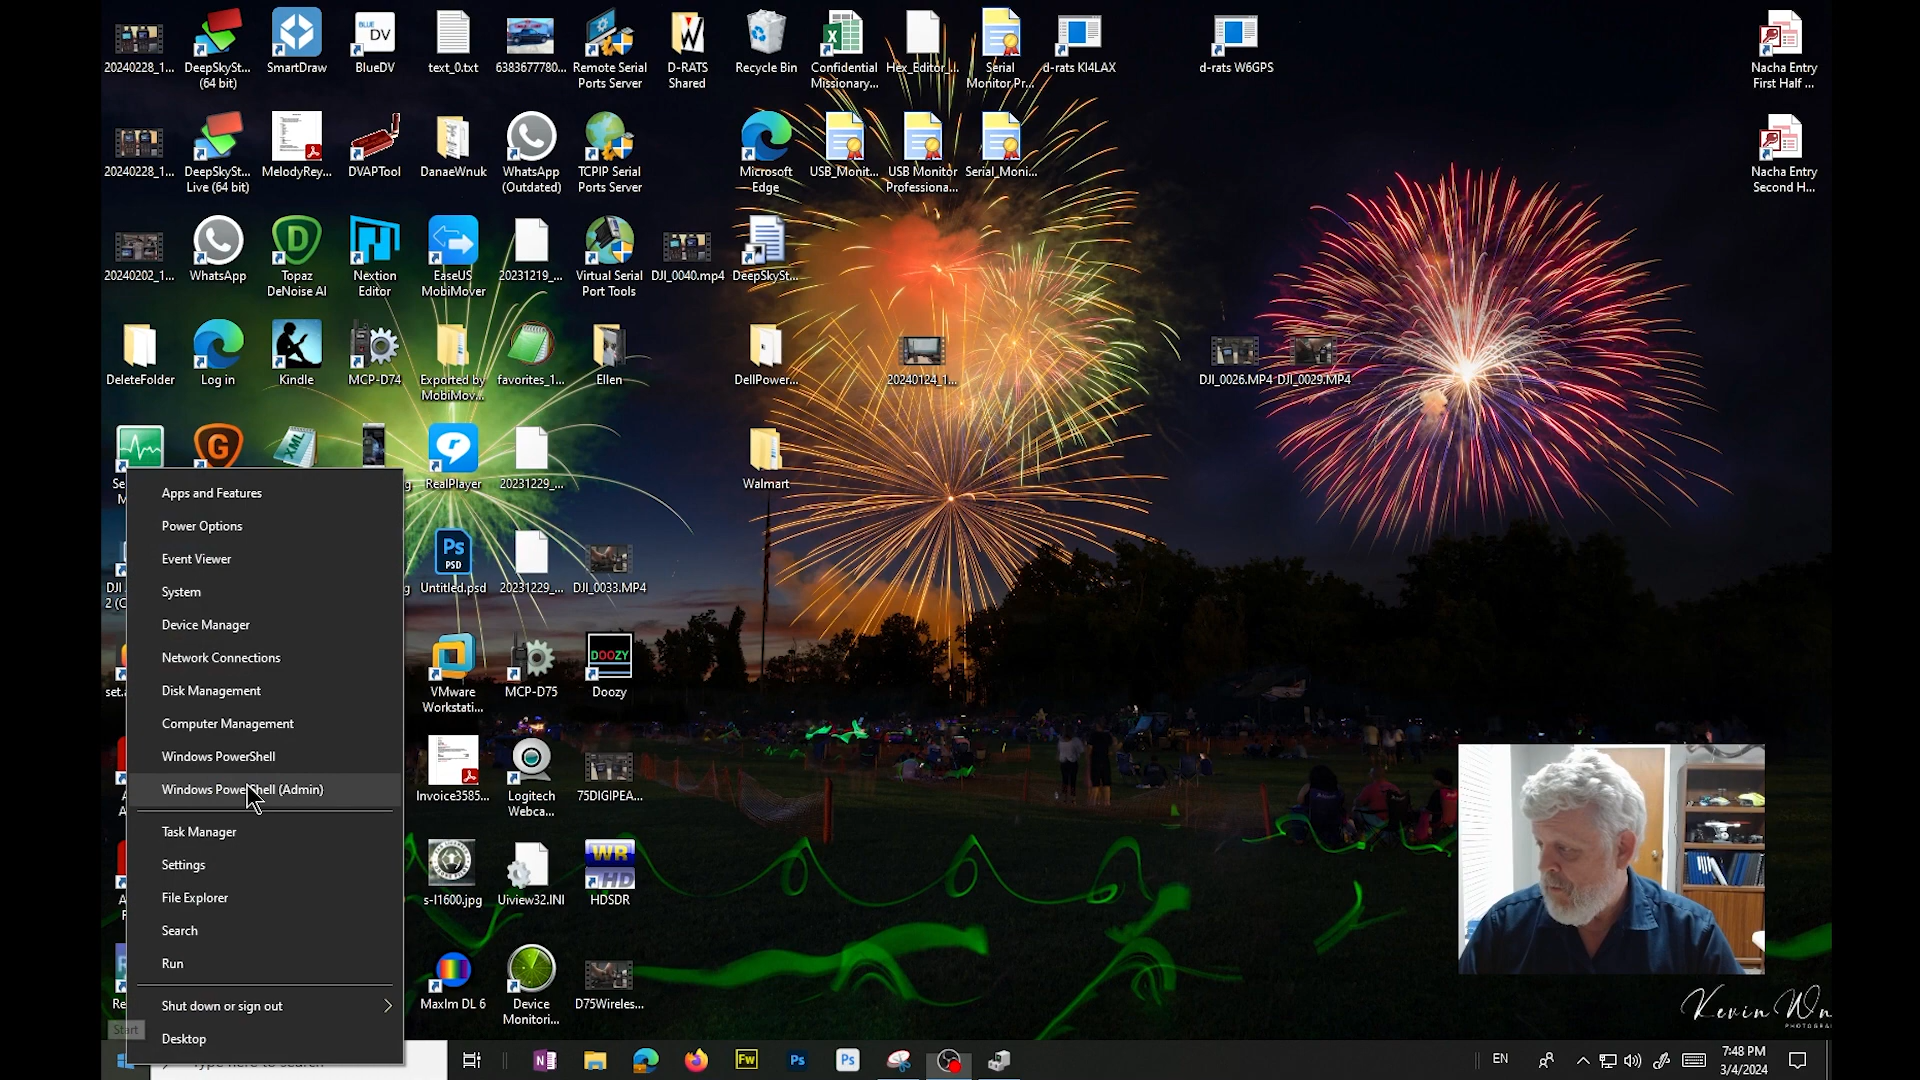 20240228_1...
DeepSkySt...
(64 bit)
SmartDraw
BlueDV
text_0.txt
6383677780...
Remote Serial
Ports Server
D-RATS
Shared
Recycle Bin
Confidential
Missionary...
Hex_Editor_...
Serial
Monitor Pr...
d-rats KI4LAX
d-rats W6GPS
Nacha Entry
First Half ...
20240228_1...
DeepSkySt...
Live (64 bit)
MelodyRey...
DVAPTool
DanaeWnuk
WhatsApp
(Outdated)
TCPIP Serial
Ports Server
Microsoft
Edge
USB_Monit...
USB Monitor
Professiona...
Serial_Moni...
Nacha Entry
Second H...
20240202_1...
WhatsApp
Topaz
DeNoise AI
Nextion
Editor
EaseUS
MobiMover
20231219_...
Virtual Serial
Port Tools
DJI_0040.mp4
DeepSkySt...
DeleteFolder
Log in
Kindle
MCP-D74
Exported by
MobiMov...
favorites_1...
Ellen
DellPower...
20240124_1...
DJI_0026.MP4
DJI_0029.MP4
RealPlayer
20231229_...
Walmart
Untitled.psd
20231229_...
DJI_0033.MP4
VMware
Workstati...
MCP-D75
Doozy
Invoice3585...
Logitech
Webca...
75DIGIPEA...
s-l1600.jpg
Uiview32.INI
HDSDR
MaxIm DL 6
Device
Monitori...
D75Wireles...
Apps and Features
Power Options
Event Viewer
System
Device Manager
Network Connections
Disk Management
Computer Management
Windows PowerShell
Windows PowerShell (Admin)
Task Manager
Settings
File Explorer
Search
Run
Shut down or sign out
Desktop
Start
EN
7:48 PM
3/4/2024